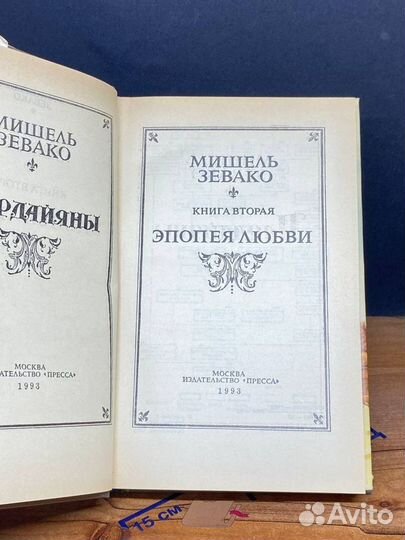 МИШЕЛЬ
ЗЕВАКО
РДАЙЯНЫ
МОСКВА
АТЕЛЬСТВО «ПРЕССА»
1993
МИШЕЛЬ
ЗЕВАКО
КНИГА ВТОРАЯ
ЭПОПЕЯ ЛЮБВИ
МОСКВА
ИЗДАТЕЛЬСТВО «ПРЕССА»
1993
15 СМ
Avito